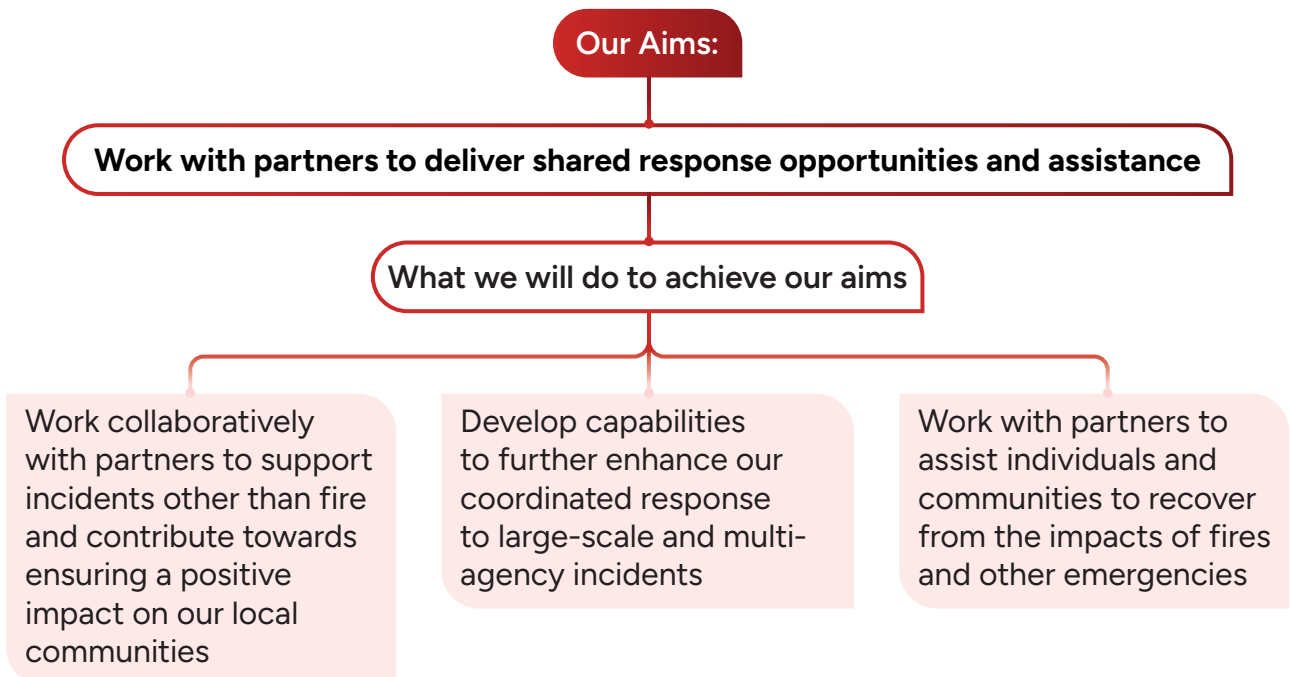 Our Aims:
Work with partners to deliver shared response opportunities and assistance
What we will do to achieve our aims
Work collaboratively
with partners to support
incidents other than fire
and contribute towards
ensuring a positive
impact on our local
communities
Develop capabilities
to further enhance our
coordinated response
to large-scale and multi-
agency incidents
Work with partners to
assist individuals and
communities to recover
from the impacts of fires
and other emergencies